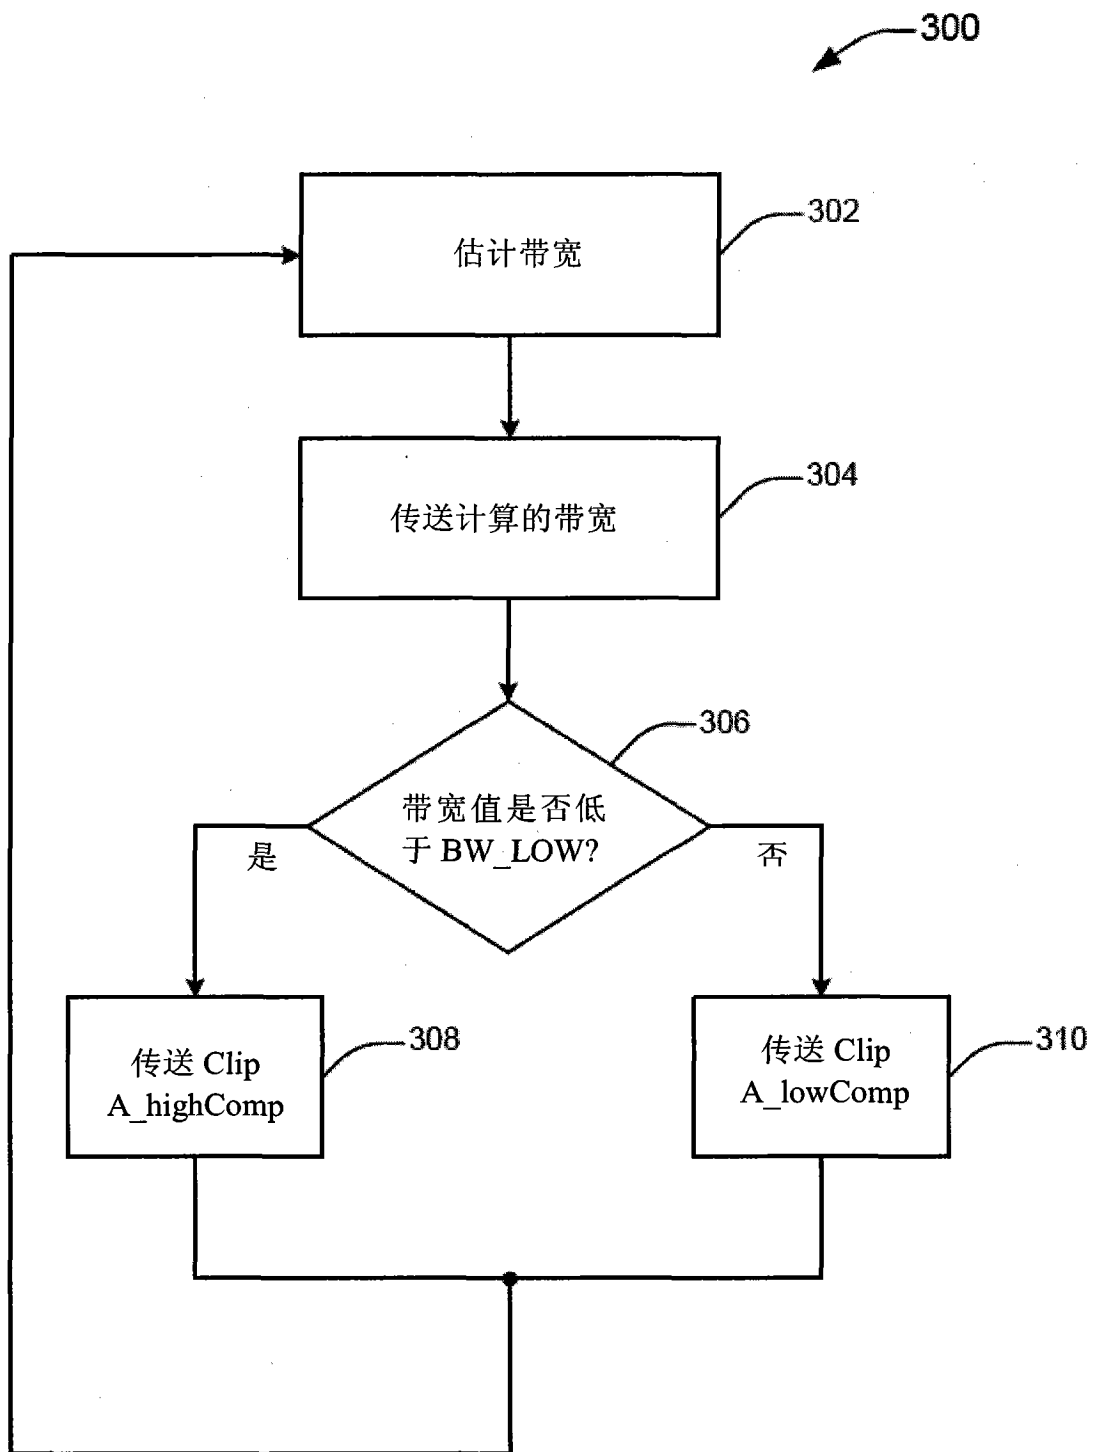 300
302
估计带宽
304
传送计算的带宽
306
带宽值是否低
于 BW_LOW?
是
否
308
传送 Clip
A_highComp
310
传送 Clip
A_lowComp